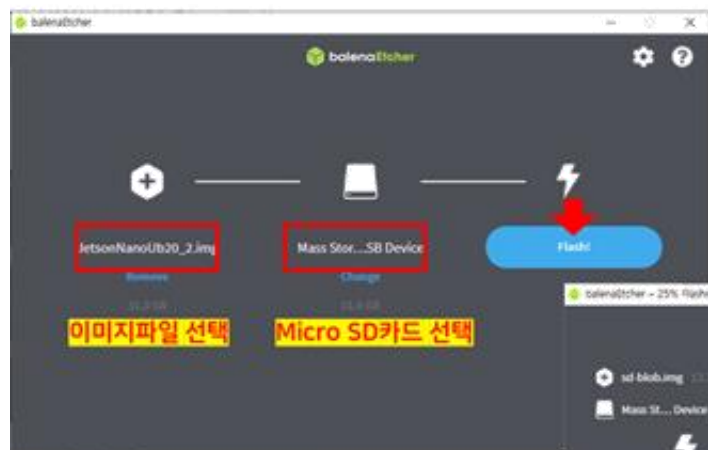 balenaEtcher
balenaEtcher
JetsonNanoUb20_2.img
Mass Stor....SB Device
Flash!
Remove
Change
이미지파일 선택
Micro SD카드 선택
balenaEtcher – 25% Flash
sd-blob.img
Mass St... Device